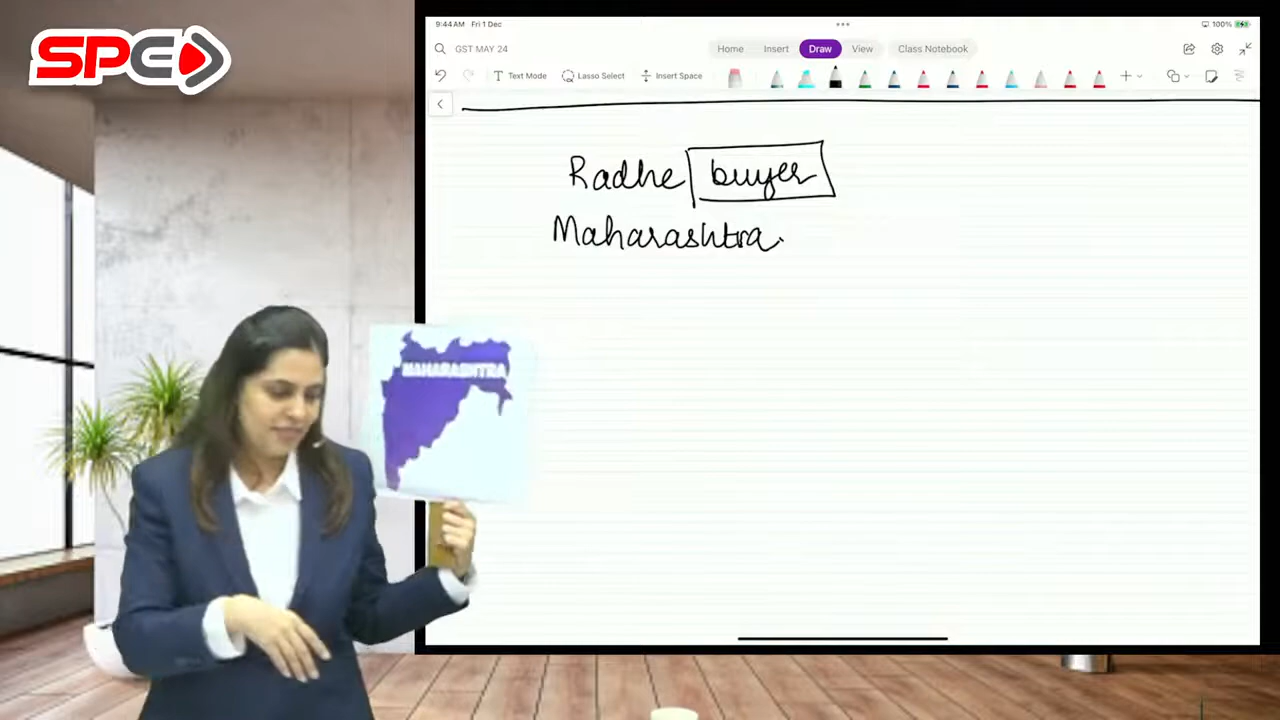 SPE
9:44 AM Fri 1 Dec
100%
GST MAY 24
Home Insert Draw View Class Notebook
Text Mode Lasso Select Insert Space
Radhe buyer
Maharashtra
MAHARASHTRA